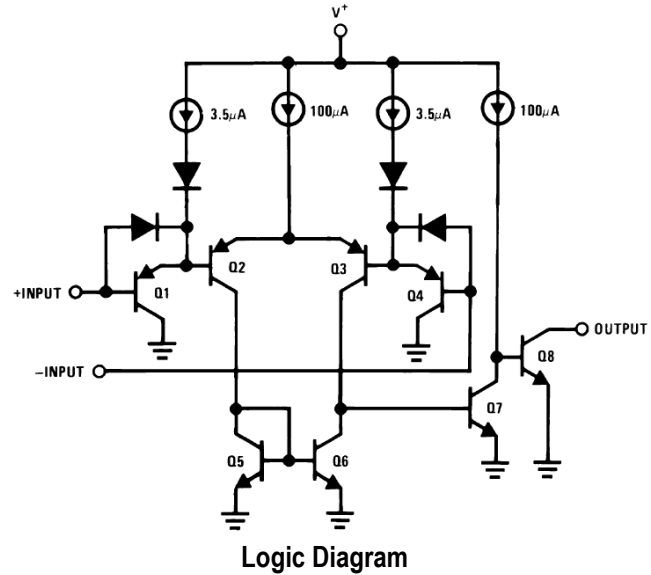 V+
3.5μA 100μA 3.5μA 100μA
Q2 Q3
+INPUT Q1 Q4
OUTPUT
Q8
−INPUT
Q7
Q5 Q6
Logic Diagram